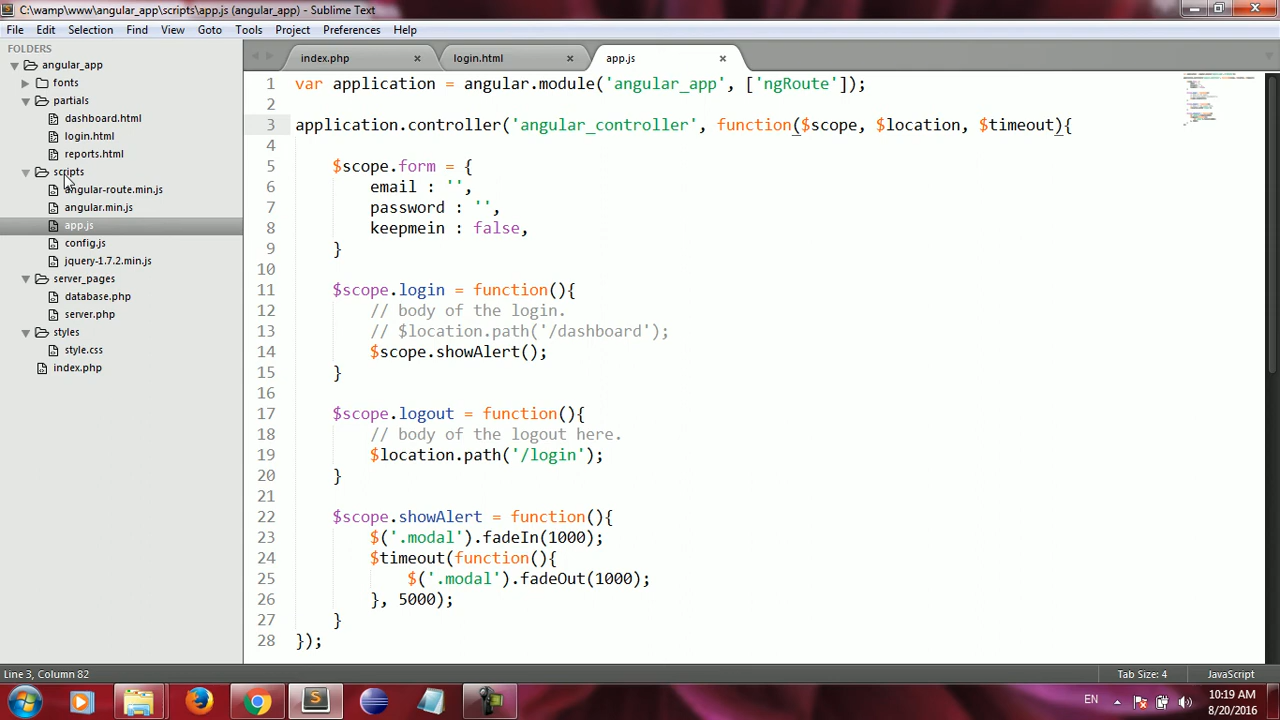 C:\wamp\www\angular_app\scripts\app.js (angular_app) - Sublime Text
File Edit Selection Find View Goto Tools Project Preferences Help
FOLDERS
angular_app
fonts
partials
dashboard.html
login.html
reports.html
scripts
angular-route.min.js
angular.min.js
app.js
config.js
jquery-1.7.2.min.js
server_pages
database.php
server.php
styles
style.css
index.php
index.php login.html app.js
1 var application = angular.module('angular_app', ['ngRoute']);
2
3 application.controller('angular_controller', function($scope, $location, $timeout){
4
5 $scope.form = {
6 email : '',
7 password : '',
8 keepmein : false,
9 }
10
11 $scope.login = function(){
12 // body of the login.
13 // $location.path('/dashboard');
14 $scope.showAlert();
15 }
16
17 $scope.logout = function(){
18 // body of the logout here.
19 $location.path('/login');
20 }
21
22 $scope.showAlert = function(){
23 $('.modal').fadeIn(1000);
24 $timeout(function(){
25 $('.modal').fadeOut(1000);
26 }, 5000);
27 }
28 });
Line 3, Column 82 Tab Size: 4 JavaScript
EN 10:19 AM
8/20/2016